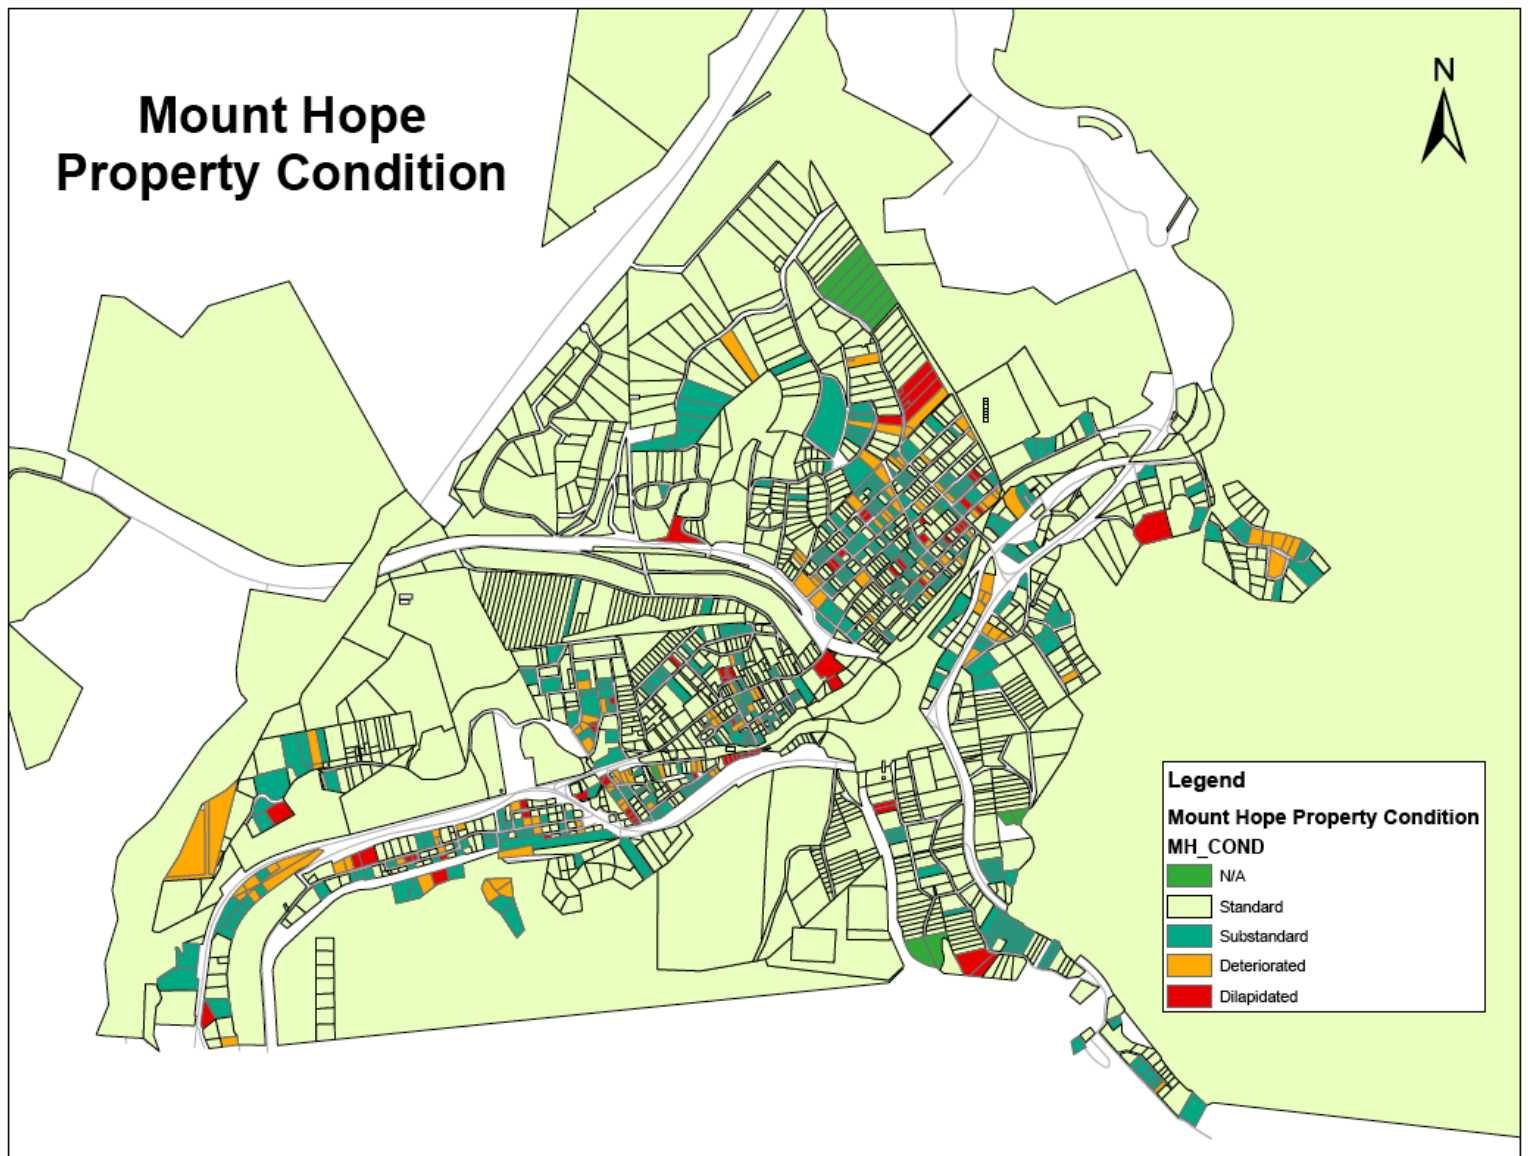 Mount Hope
Property Condition
N
Legend
Mount Hope Property Condition
MH_COND
N/A
Standard
Substandard
Deteriorated
Dilapidated